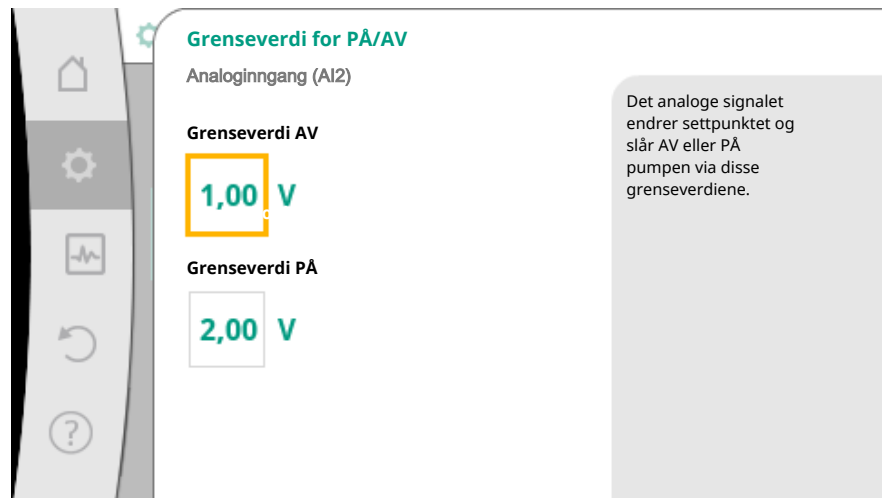 Grenseverdi for PÅ/AV
Analoginngang (AI2)
Grenseverdi AV
1,00 V
Grenseverdi PÅ
2,00 V
Det analoge signalet
endrer settpunktet og
slår AV eller PÅ
pumpen via disse
grenseverdiene.
?